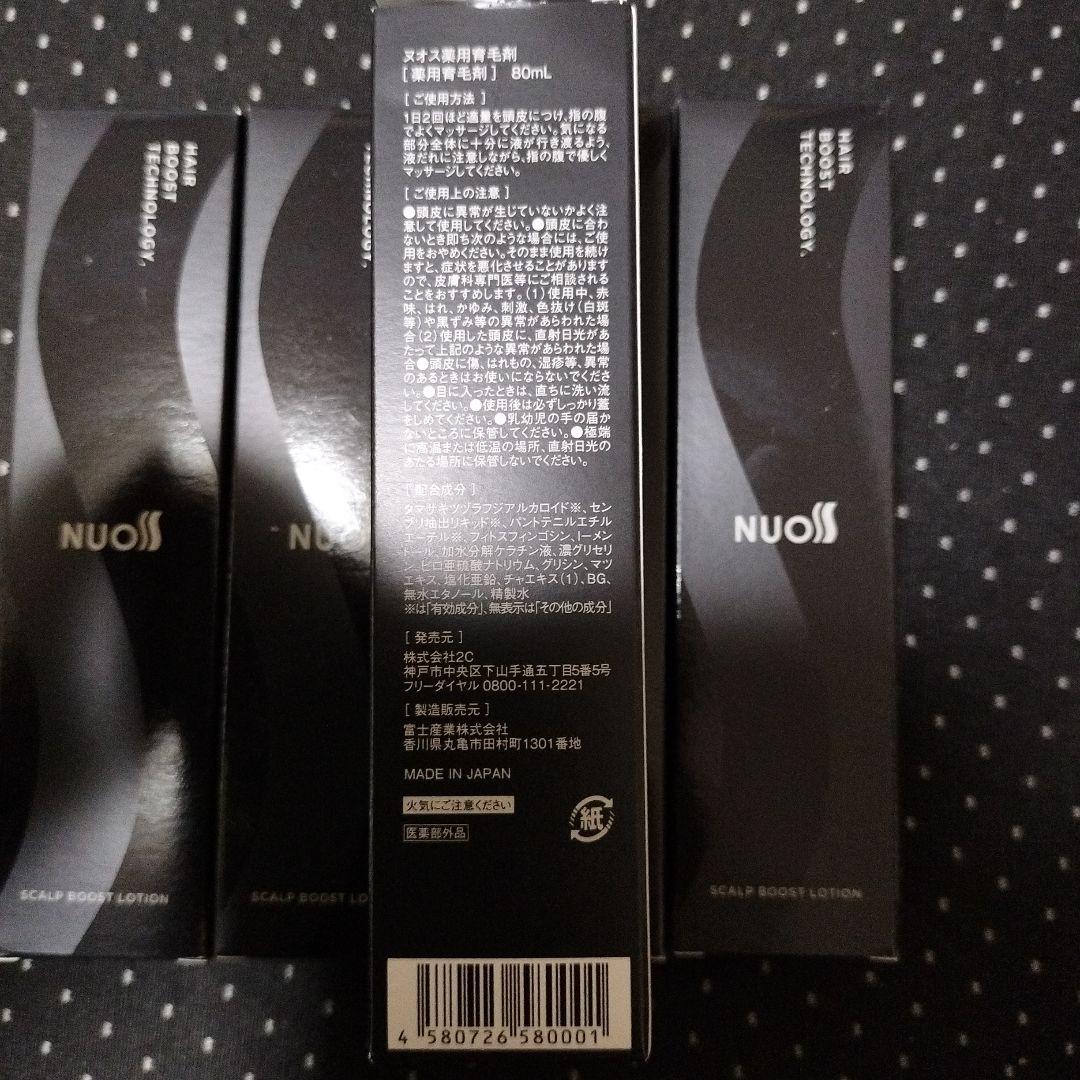 ヌオス薬用育毛剤
[ 薬用育毛剤 ] 80mL
[ ご使用方法 ]
1日2回ほど適量を頭皮につけ、指の腹
でよくマッサージしてください。気になる
部分全体に十分に液が行き渡るよう、
液だれに注意しながら、指の腹で優しく
マッサージしてください。
[ ご使用上の注意 ]
●頭皮に異常が生じていないかよく注
意して使用してください。●頭皮に合わ
ないとき即ち次のような場合には、ご使
用をおやめください。そのまま使用を続け
ますと、症状を悪化させることがあります
ので、皮膚科専門医等にご相談される
ことをおすすめします。(1)使用中、赤
味、はれ、かゆみ、刺激、色抜け(白斑
等)や黒ずみ等の異常があらわれた場
合(2)使用した頭皮に、直射日光があ
たって上記のような異常があらわれた場
合●頭皮に傷、はれもの、湿疹等、異常
のあるときはお使いにならないでくださ
い。●目に入ったときは、直ちに洗い流
してください。●使用後は必ずしっかり蓋
をしめてください。●乳幼児の手の届か
ないところに保管してください。●極端
に高温または低温の場所、直射日光の
あたる場所に保管しないでください。
[ 配合成分 ]
タマサキツヅラフジアルカロイド※、セン
ブリ抽出リキッド※、パントテニルエチル
エーテル※、フィトスフィンゴシン、l-メン
トール、加水分解ケラチン液、濃グリセリ
ン、ピロ亜硫酸ナトリウム、グリシン、マツ
エキス、塩化亜鉛、チャエキス(1)、BG、
無水エタノール、精製水
※は「有効成分」、無表示は「その他の成分」
[ 発売元 ]
株式会社2C
神戸市中央区下山手通五丁目5番5号
フリーダイヤル 0800-111-2221
[ 製造販売元 ]
富士産業株式会社
香川県丸亀市田村町1301番地
MADE IN JAPAN
火気にご注意ください
紙
医薬部外品
4 580726 580001
HAIR
BOOST
TECHNOLOGY.
NUOSS
SCALP BOOST LOTION
TECHNOLOGY.
NUO
SCALP BOOST LO
HAIR
BOOST
TECHNOLOGY.
NUOSS
SCALP BOOST LOTION